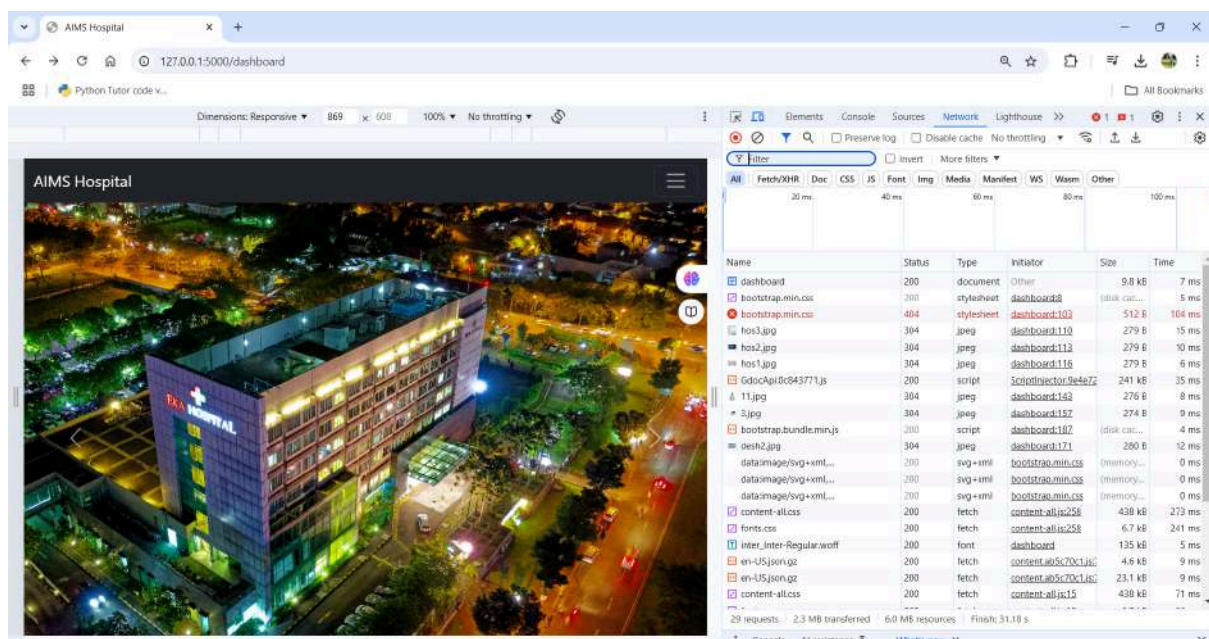 AIMS Hospital
127.0.0.1:5000/dashboard
Python Tutor code v...
All Bookmarks
Dimensions: Responsive 869 x 608 100% No throttling
Elements Console Sources Network Lighthouse 1 1
Preserve log Disable cache No throttling
Filter Invert More filters
All Fetch/XHR Doc CSS JS Font Img Media Manifest WS Wasm Other
20 ms 40 ms 60 ms 80 ms 100 ms
AIMS Hospital
EKA HOSPITAL
Name Status Type Initiator Size Time
dashboard 200 document Other 9.8 kB 7 ms
bootstrap.min.css 200 stylesheet dashboard:8 (disk cac... 5 ms
bootstrap.min.css 404 stylesheet dashboard:103 512 B 104 ms
hos3.jpg 304 jpeg dashboard:110 279 B 15 ms
hos2.jpg 304 jpeg dashboard:113 279 B 10 ms
hos1.jpg 304 jpeg dashboard:116 279 B 6 ms
GdocApi.0c843771.js 200 script ScriptInjector.9e4e72 241 kB 35 ms
11.jpg 304 jpeg dashboard:143 276 B 8 ms
3.jpg 304 jpeg dashboard:157 274 B 9 ms
bootstrap.bundle.min.js 200 script dashboard:187 (disk cac... 4 ms
desh2.jpg 304 jpeg dashboard:171 280 B 12 ms
data:image/svg+xml,... 200 svg+xml bootstrap.min.css (memory... 0 ms
data:image/svg+xml,... 200 svg+xml bootstrap.min.css (memory... 0 ms
data:image/svg+xml,... 200 svg+xml bootstrap.min.css (memory... 0 ms
content-all.css 200 fetch content-all.js:258 438 kB 273 ms
fonts.css 200 fetch content-all.js:258 6.7 kB 241 ms
inter_Inter-Regular.woff 200 font dashboard 135 kB 5 ms
en-US.json.gz 200 fetch content.ab5c70c1.js: 4.6 kB 9 ms
en-US.json.gz 200 fetch content.ab5c70c1.js: 23.1 kB 9 ms
content-all.css 200 fetch content-all.js:15 438 kB 71 ms
29 requests 2.3 MB transferred 6.0 MB resources Finish: 31.18 s